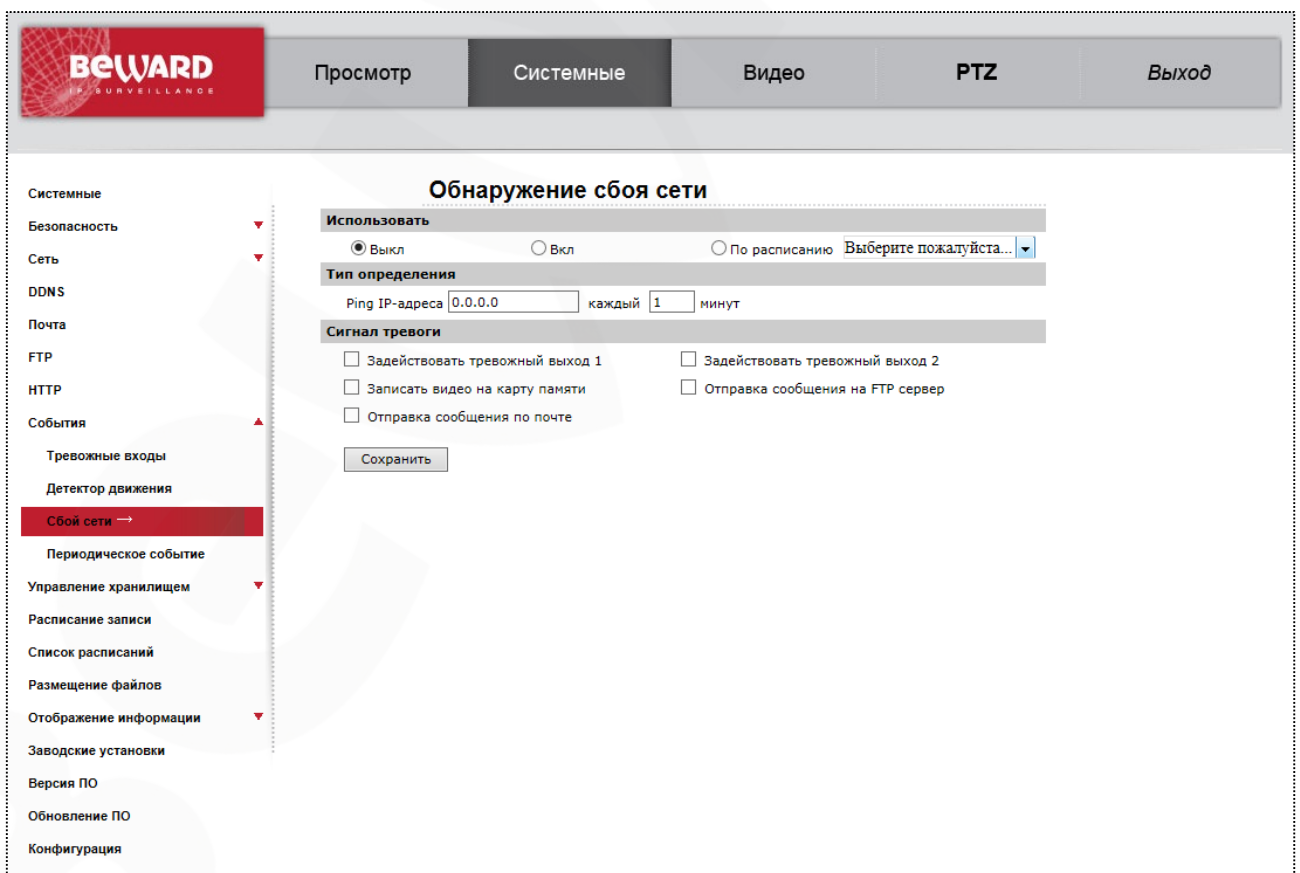 BEWARD
IP SURVEILLANCE
Просмотр Системные Видео PTZ Выход
Системные
Безопасность
Сеть
DDNS
Почта
FTP
HTTP
События
Тревожные входы
Детектор движения
Сбой сети →
Периодическое событие
Управление хранилищем
Расписание записи
Список расписаний
Размещение файлов
Отображение информации
Заводские установки
Версия ПО
Обновление ПО
Конфигурация
Обнаружение сбоя сети
Использовать
Выкл Вкл По расписанию Выберите пожалуйста...
Тип определения
Ping IP-адреса 0.0.0.0 каждый 1 минут
Сигнал тревоги
Задействовать тревожный выход 1 Задействовать тревожный выход 2
Записать видео на карту памяти Отправка сообщения на FTP сервер
Отправка сообщения по почте
Сохранить